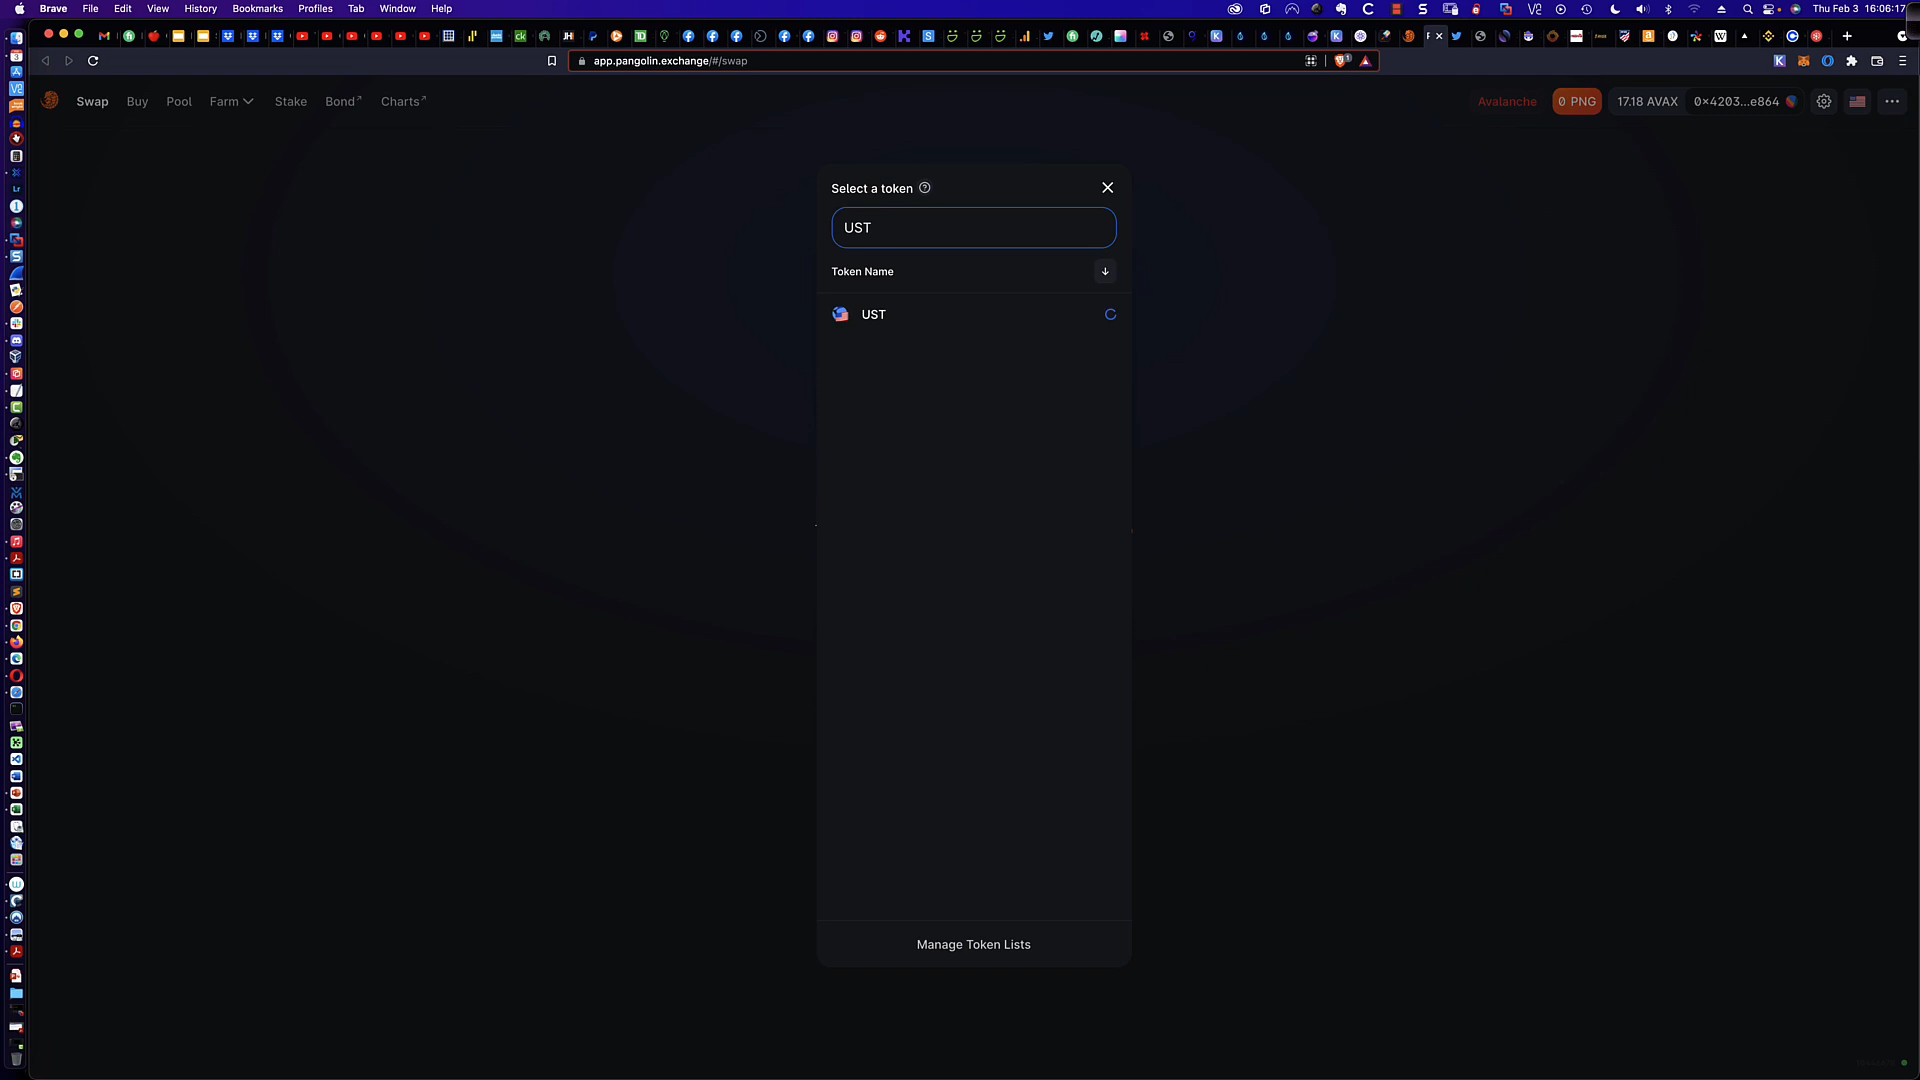 Brave File Edit View History Bookmarks Profiles Tab Window Help
Thu Feb 3 16:06:17
app.pangolin.exchange/#/swap
Swap Buy Pool Farm Stake Bond Charts
Avalanche 0 PNG 17.18 AVAX 0x4203...e864
Select a token
UST
Token Name
UST
Manage Token Lists